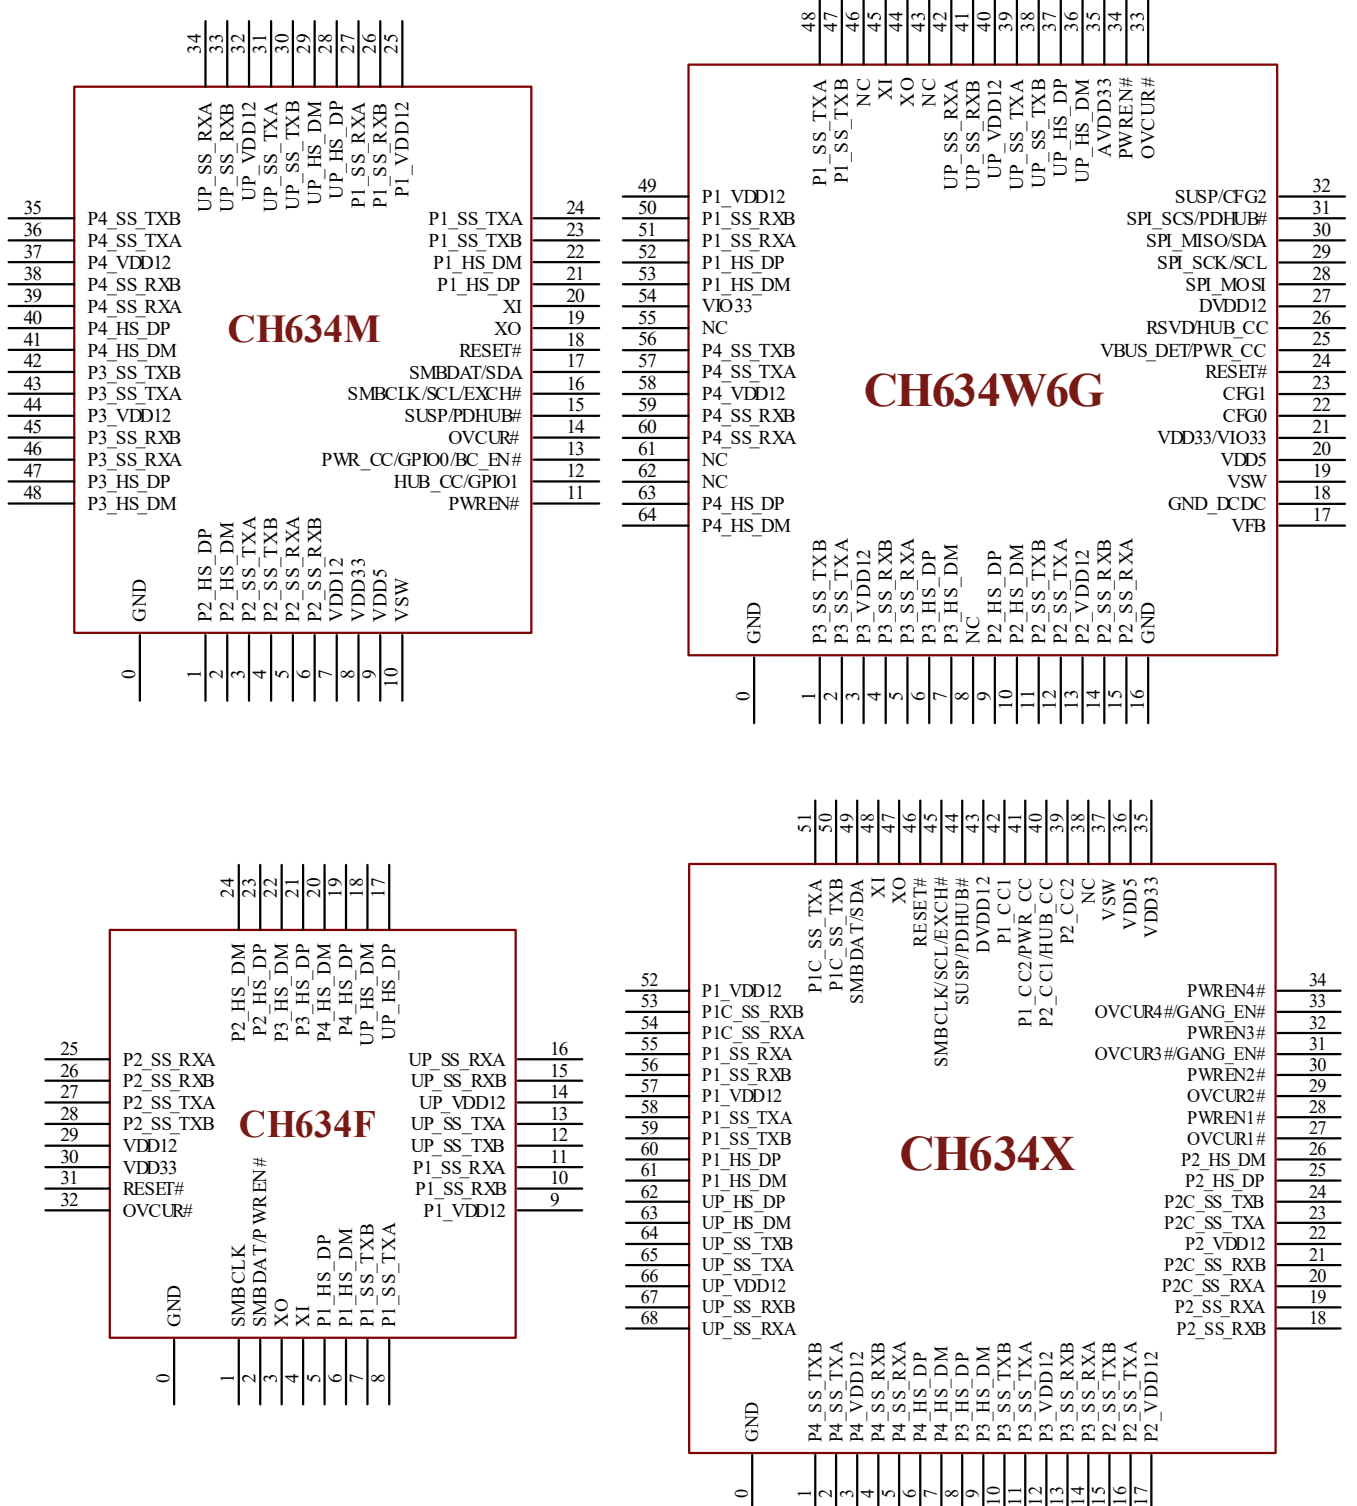 34 33 32 31 30 29 28 27 26 25
UP_SS_RXA
UP_SS_RXB
UP_VDD12
UP_SS_TXA
UP_SS_TXB
UP_HS_DM
UP_HS_DP
P1_SS_RXA
P1_SS_RXB
P1_VDD12
35 P4_SS_TXB
36 P4_SS_TXA
37 P4_VDD12
38 P4_SS_RXB
39 P4_SS_RXA
40 P4_HS_DP
41 P4_HS_DM
42 P3_SS_TXB
43 P3_SS_TXA
44 P3_VDD12
45 P3_SS_RXB
46 P3_SS_RXA
47 P3_HS_DP
48 P3_HS_DM
CH634M
P1_SS_TXA 24
P1_SS_TXB 23
P1_HS_DM 22
P1_HS_DP 21
XI 20
XO 19
RESET# 18
SMBDAT/SDA 17
SMBCLK/SCL/EXCH# 16
SUSP/PDHUB# 15
OVCUR# 14
PWR_CC/GPIO0/BC_EN# 13
HUB_CC/GPIO1 12
PWREN# 11
GND
P2_HS_DP
P2_HS_DM
P2_SS_TXA
P2_SS_TXB
P2_SS_RXA
P2_SS_RXB
VDD12
VDD33
VDD5
VSW
0 1 2 3 4 5 6 7 8 9 10
48 47 46 45 44 43 42 41 40 39 38 37 36 35 34 33
P1_SS_TXA
P1_SS_TXB
NC
XI
XO
NC
UP_SS_RXA
UP_SS_RXB
UP_VDD12
UP_SS_TXA
UP_SS_TXB
UP_HS_DP
UP_HS_DM
AVDD33
PWREN#
OVCUR#
49 P1_VDD12
50 P1_SS_RXB
51 P1_SS_RXA
52 P1_HS_DP
53 P1_HS_DM
54 VIO33
55 NC
56 P4_SS_TXB
57 P4_SS_TXA
58 P4_VDD12
59 P4_SS_RXB
60 P4_SS_RXA
61 NC
62 NC
63 P4_HS_DP
64 P4_HS_DM
CH634W6G
SUSP/CFG2 32
SPI_SCS/PDHUB# 31
SPI_MISO/SDA 30
SPI_SCK/SCL 29
SPI_MOSI 28
DVDD12 27
RSVD/HUB_CC 26
VBUS_DET/PWR_CC 25
RESET# 24
CFG1 23
CFG0 22
VDD33/VIO33 21
VDD5 20
VSW 19
GND_DCDC 18
VFB 17
GND
P3_SS_TXB
P3_SS_TXA
P3_VDD12
P3_SS_RXB
P3_SS_RXA
P3_HS_DP
P3_HS_DM
NC
P2_HS_DP
P2_HS_DM
P2_SS_TXB
P2_SS_TXA
P2_VDD12
P2_SS_RXB
P2_SS_RXA
GND
0 1 2 3 4 5 6 7 8 9 10 11 12 13 14 15 16
24 23 22 21 20 19 18 17
P2_HS_DM
P2_HS_DP
P3_HS_DM
P3_HS_DP
P4_HS_DM
P4_HS_DP
UP_HS_DM
UP_HS_DP
25 P2_SS_RXA
26 P2_SS_RXB
27 P2_SS_TXA
28 P2_SS_TXB
29 VDD12
30 VDD33
31 RESET#
32 OVCUR#
CH634F
UP_SS_RXA 16
UP_SS_RXB 15
UP_VDD12 14
UP_SS_TXA 13
UP_SS_TXB 12
P1_SS_RXA 11
P1_SS_RXB 10
P1_VDD12 9
GND
SMBCLK
SMBDAT/PWREN#
XO
XI
P1_HS_DP
P1_HS_DM
P1_SS_TXB
P1_SS_TXA
0 1 2 3 4 5 6 7 8
51 50 49 48 47 46 45 44 43 42 41 40 39 38 37 36 35
P1C_SS_TXA
P1C_SS_TXB
SMBDAT/SDA
XI
XO
RESET#
SMBCLK/SCL/EXCH#
SUSP/PDHUB#
DVDD12
P1_CC1
P1_CC2/PWR_CC
P2_CC1/HUB_CC
P2_CC2
NC
VSW
VDD5
VDD33
52 P1_VDD12
53 P1C_SS_RXB
54 P1C_SS_RXA
55 P1_SS_RXA
56 P1_SS_RXB
57 P1_VDD12
58 P1_SS_TXA
59 P1_SS_TXB
60 P1_HS_DP
61 P1_HS_DM
62 UP_HS_DP
63 UP_HS_DM
64 UP_SS_TXB
65 UP_SS_TXA
66 UP_VDD12
67 UP_SS_RXB
68 UP_SS_RXA
CH634X
PWREN4# 34
OVCUR4#/GANG_EN# 33
PWREN3# 32
OVCUR3#/GANG_EN# 31
PWREN2# 30
OVCUR2# 29
PWREN1# 28
OVCUR1# 27
P2_HS_DM 26
P2_HS_DP 25
P2C_SS_TXB 24
P2C_SS_TXA 23
P2_VDD12 22
P2C_SS_RXB 21
P2C_SS_RXA 20
P2_SS_RXA 19
P2_SS_RXB 18
GND
P4_SS_TXB
P4_SS_TXA
P4_VDD12
P4_SS_RXB
P4_SS_RXA
P4_HS_DP
P4_HS_DM
P3_HS_DP
P3_HS_DM
P3_SS_TXB
P3_SS_TXA
P3_VDD12
P3_SS_RXB
P3_SS_RXA
P2_SS_TXB
P2_SS_TXA
P2_VDD12
0 1 2 3 4 5 6 7 8 9 10 11 12 13 14 15 16 17